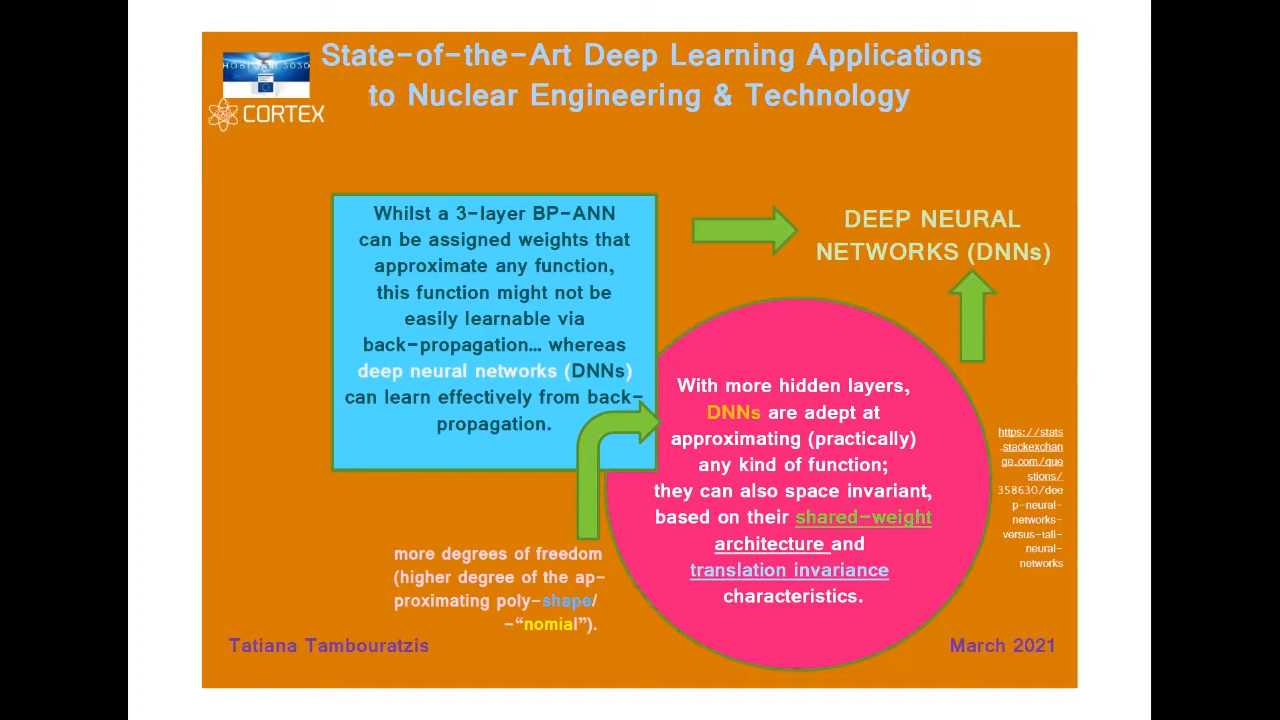 State-of-the-Art Deep Learning Applications
to Nuclear Engineering & Technology
CORTEX
Whilst a 3-layer BP-ANN
can be assigned weights that
approximate any function,
this function might not be
easily learnable via
back-propagation... whereas
deep neural networks (DNNs)
can learn effectively from back-
propagation.
DEEP NEURAL
NETWORKS (DNNs)
With more hidden layers,
DNNs are adept at
approximating (practically)
any kind of function;
they can also space invariant,
based on their shared-weight
architecture and
translation invariance
characteristics.
https://stats
.stackexchan
ge.com/que
stions/
358630/dee
p-neural-
networks-
versus-tall-
neural-
networks
more degrees of freedom
(higher degree of the ap-
proximating poly-shape/
-“nomial”).
Tatiana Tambouratzis
March 2021